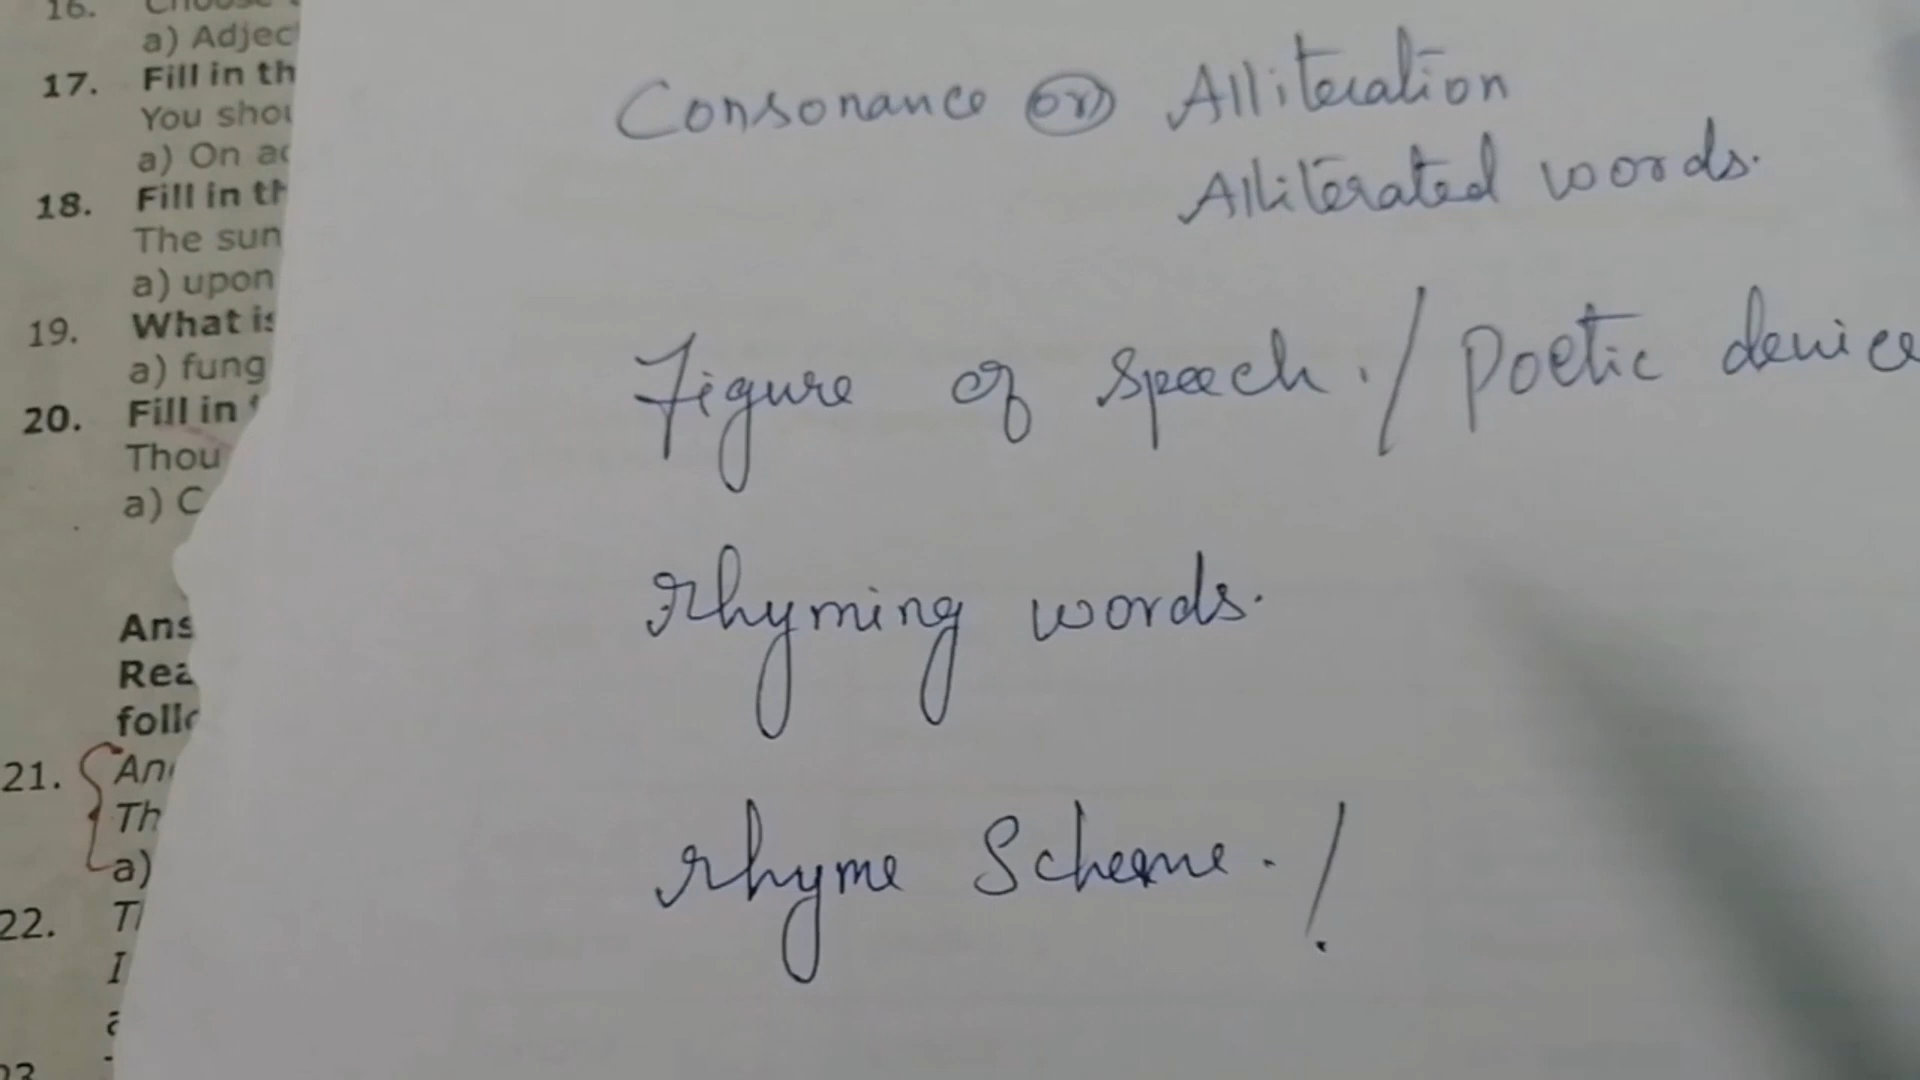 16.
a) Adjec
17. Fill in th
You shou
a) On ac
18. Fill in th
The sun
a) upon
19. What is
a) fung
20. Fill in
Thou
a) C
Ans
Rea
follo
21. An
Th
a)
22. T
I
a
23
Consonance (or) Alliteration
Alliterated words.
Figure of Speech. / Poetic device
rhyming words.
rhyme Scheme. /